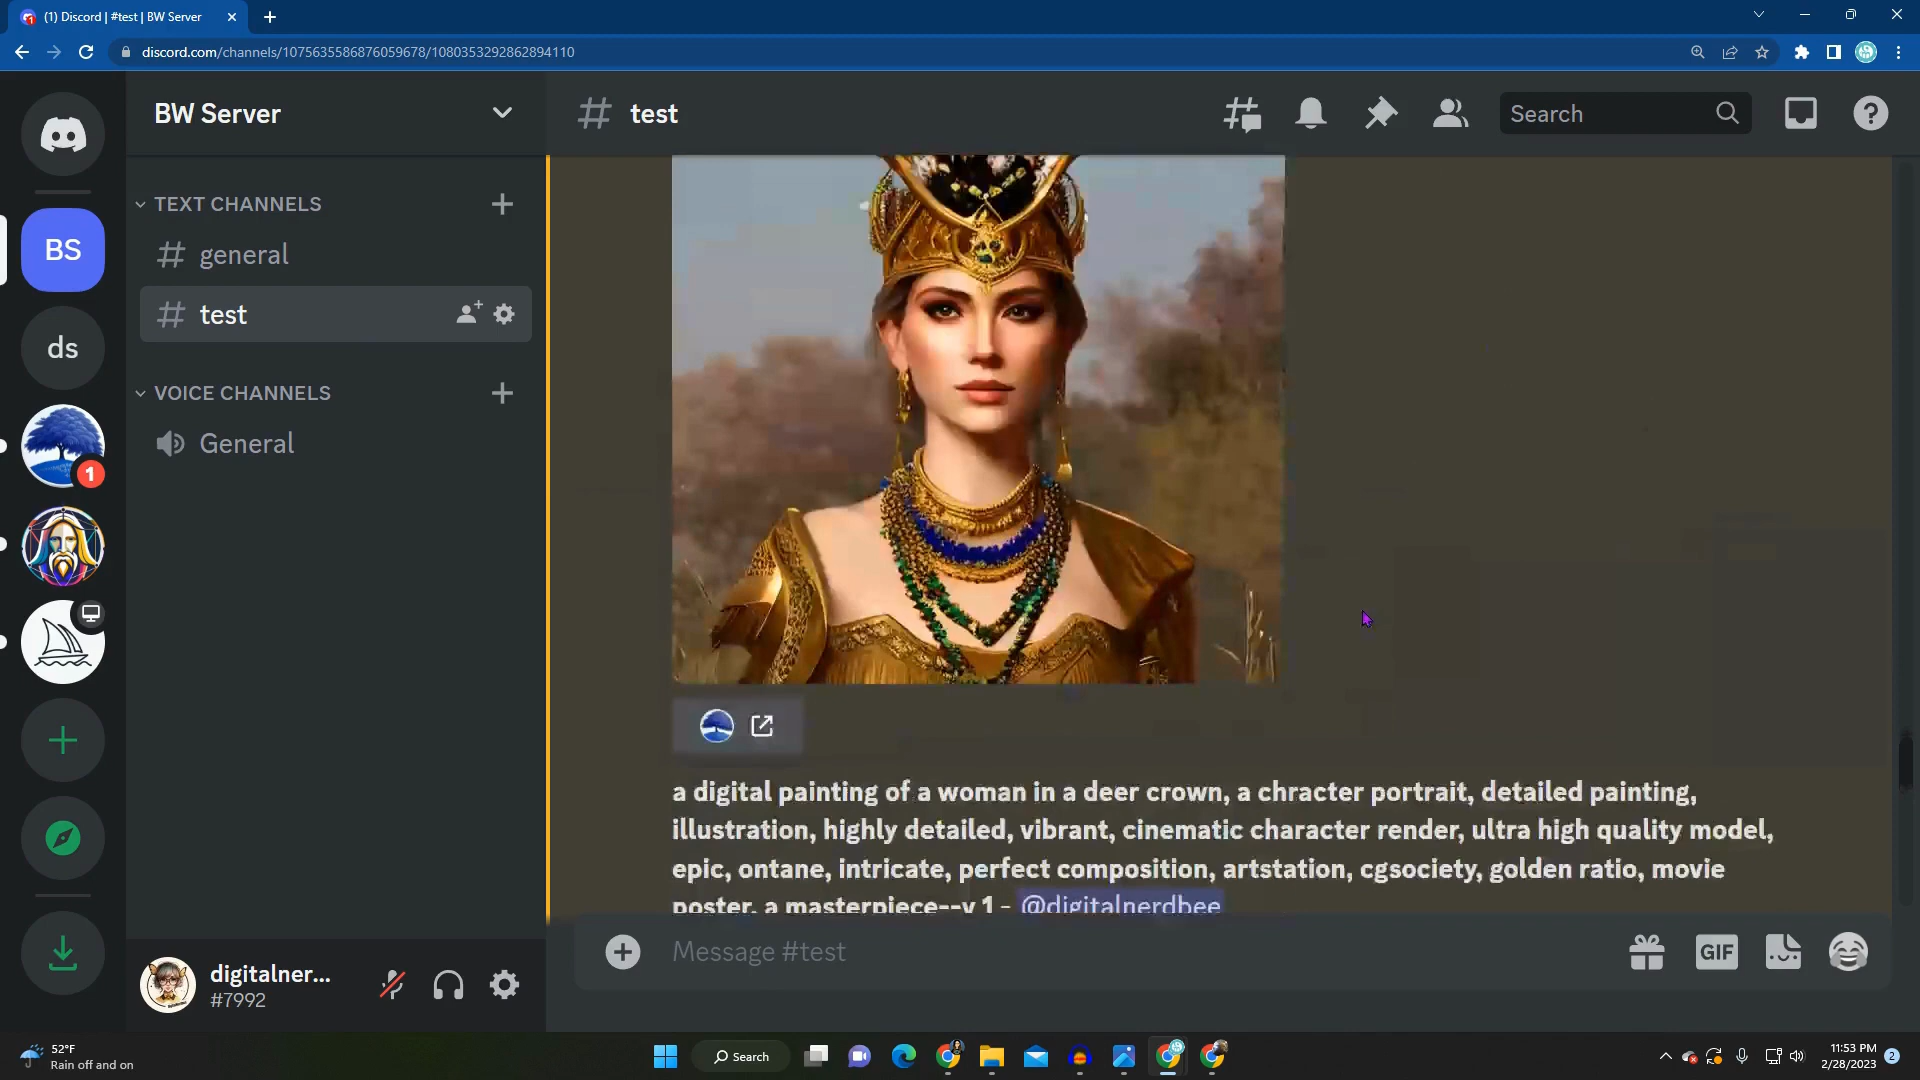 (1) Discord | #test | BW Server
discord.com/channels/1075635586876059678/1080353292862894110
BW Server
# test
Search
TEXT CHANNELS
BS
# general
# test
ds
VOICE CHANNELS
General
1
a digital painting of a woman in a deer crown, a chracter portrait, detailed painting,
illustration, highly detailed, vibrant, cinematic character render, ultra high quality model,
epic, ontane, intricate, perfect composition, artstation, cgsociety, golden ratio, movie
poster, a masterpiece--v 1 - @digitalnerdbee
Message #test
GIF
digitalner...
#7992
52°F
Rain off and on
Search
11:53 PM
2/28/2023
2